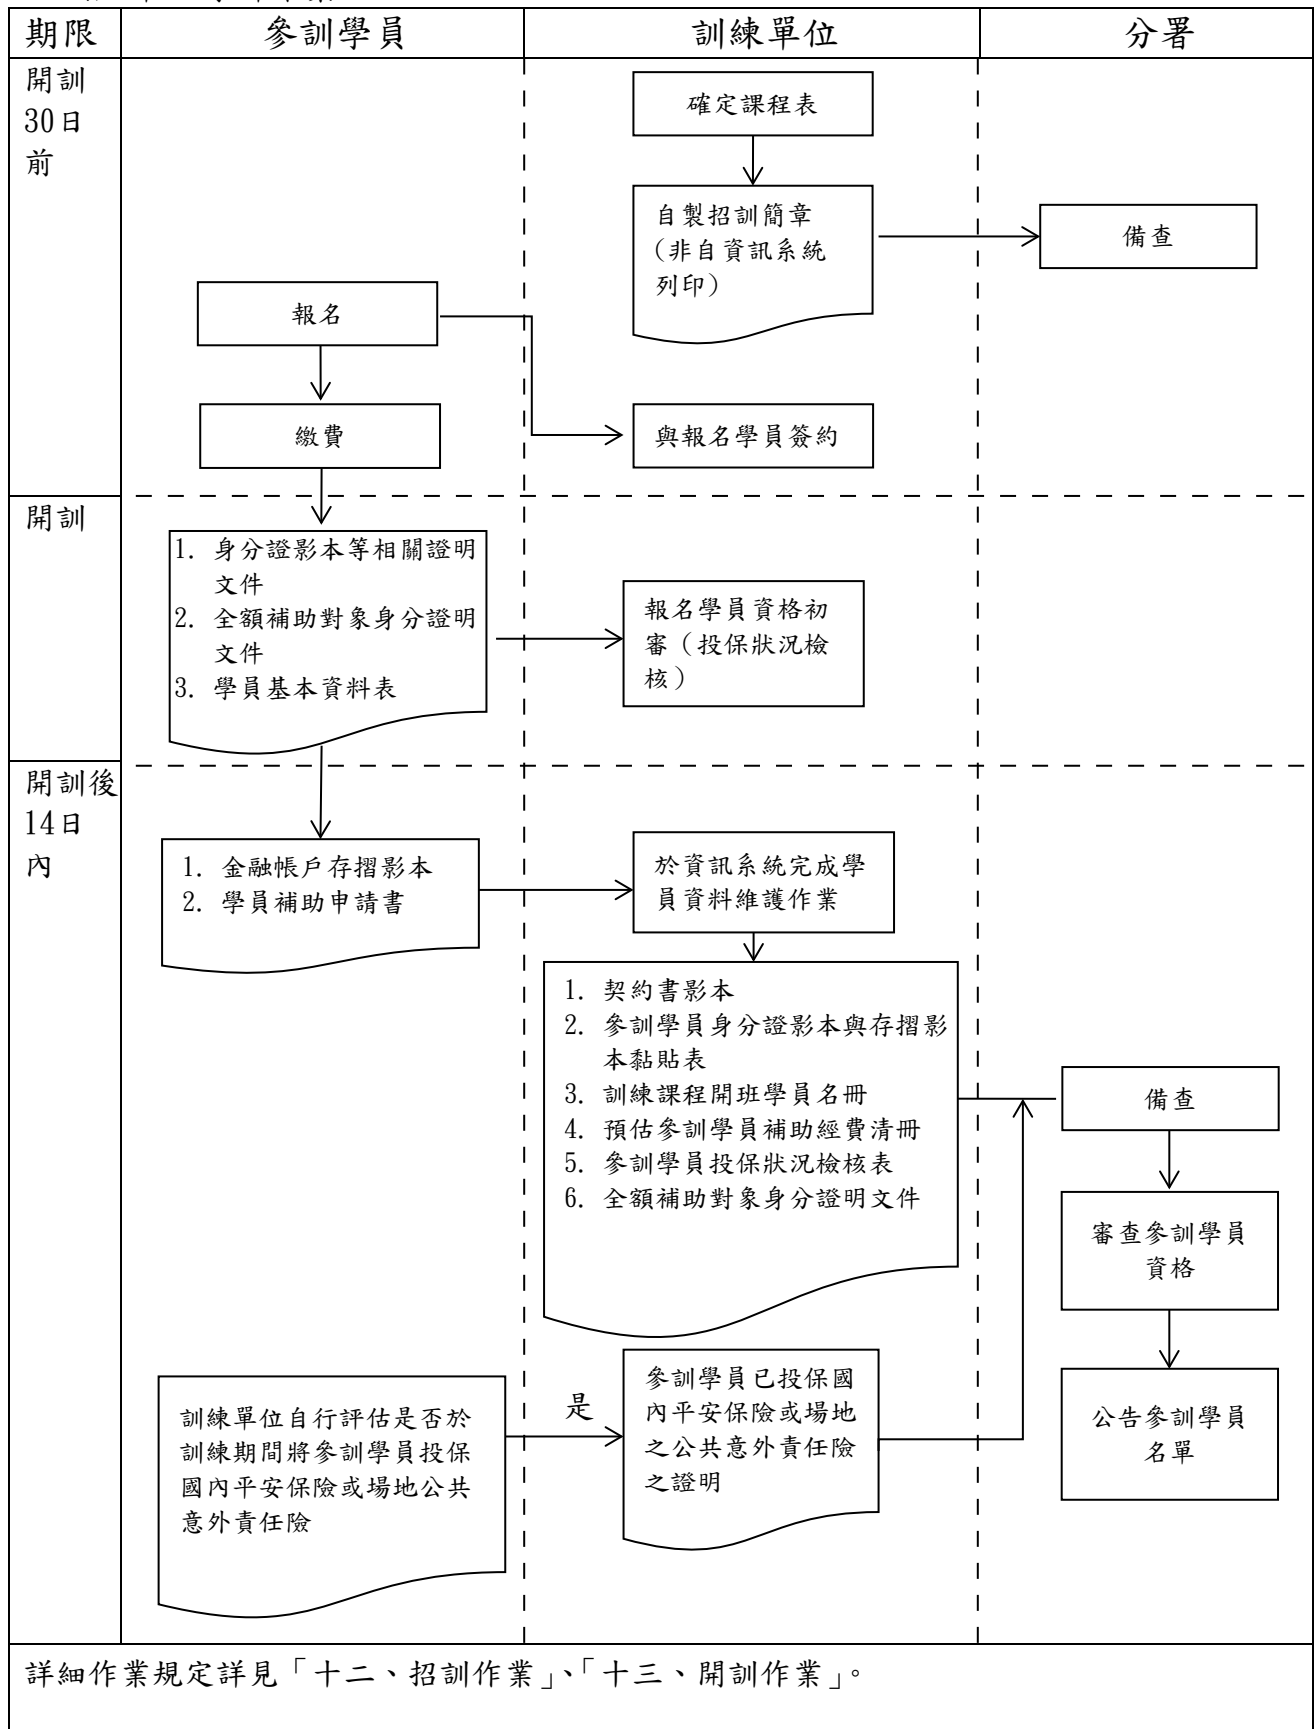 期限
參訓學員
訓練單位
分署
開訓
30日
前
確定課程表
自製招訓簡章
(非自資訊系統
列印)
備查
報名
繳費
與報名學員簽約
開訓
1. 身分證影本等相關證明
文件
2. 全額補助對象身分證明
文件
3. 學員基本資料表
報名學員資格初
審(投保狀況檢
核)
開訓後
14日
內
1. 金融帳戶存摺影本
2. 學員補助申請書
於資訊系統完成學
員資料維護作業
1. 契約書影本
2. 參訓學員身分證影本與存摺影
本黏貼表
3. 訓練課程開班學員名冊
4. 預估參訓學員補助經費清冊
5. 參訓學員投保狀況檢核表
6. 全額補助對象身分證明文件
備查
審查參訓學員
資格
公告參訓學員
名單
訓練單位自行評估是否於
訓練期間將參訓學員投保
國內平安保險或場地公共
意外責任險
是
參訓學員已投保國
內平安保險或場地
之公共意外責任險
之證明
詳細作業規定詳見「十二、招訓作業」、「十三、開訓作業」。